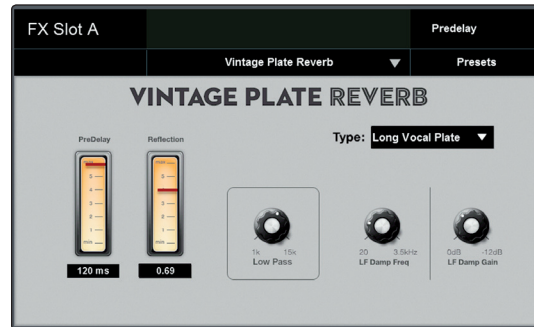 FX Slot A
Predelay
Vintage Plate Reverb
Presets
VINTAGE PLATE REVERB
Type: Long Vocal Plate
PreDelay
Reflection
5
4
3
2
1
min
5
4
3
2
1
min
120 ms
0.69
1k 15k
Low Pass
20 3.5kHz
LF Damp Freq
0dB -12dB
LF Damp Gain